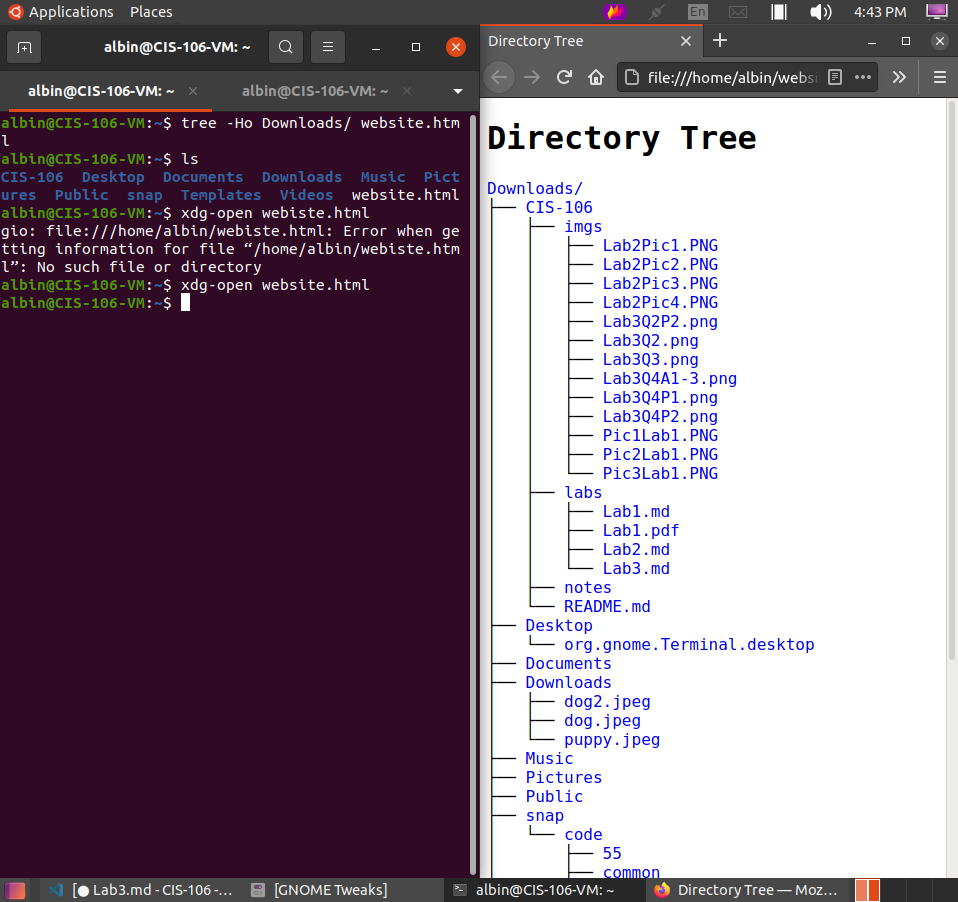 Applications Places En 4:43 PM
albin@CIS-106-VM: ~
albin@CIS-106-VM: ~ × albin@CIS-106-VM: ~ ×
albin@CIS-106-VM:~$ tree -Ho Downloads/ website.htm
l
albin@CIS-106-VM:~$ ls
CIS-106 Desktop Documents Downloads Music Pict
ures Public snap Templates Videos website.html
albin@CIS-106-VM:~$ xdg-open webiste.html
gio: file:///home/albin/webiste.html: Error when ge
tting information for file “/home/albin/webiste.htm
l”: No such file or directory
albin@CIS-106-VM:~$ xdg-open website.html
albin@CIS-106-VM:~$
Directory Tree
file:///home/albin/websi
Directory Tree
Downloads/
├── CIS-106
│   ├── imgs
│   │   ├── Lab2Pic1.PNG
│   │   ├── Lab2Pic2.PNG
│   │   ├── Lab2Pic3.PNG
│   │   ├── Lab2Pic4.PNG
│   │   ├── Lab3Q2P2.png
│   │   ├── Lab3Q2.png
│   │   ├── Lab3Q3.png
│   │   ├── Lab3Q4A1-3.png
│   │   ├── Lab3Q4P1.png
│   │   ├── Lab3Q4P2.png
│   │   ├── Pic1Lab1.PNG
│   │   ├── Pic2Lab1.PNG
│   │   └── Pic3Lab1.PNG
│   ├── labs
│   │   ├── Lab1.md
│   │   ├── Lab1.pdf
│   │   ├── Lab2.md
│   │   └── Lab3.md
│   ├── notes
│   └── README.md
├── Desktop
│   └── org.gnome.Terminal.desktop
├── Documents
├── Downloads
│   ├── dog2.jpeg
│   ├── dog.jpeg
│   └── puppy.jpeg
├── Music
├── Pictures
├── Public
├── snap
│   └── code
│       ├── 55
│       ├── common
[● Lab3.md - CIS-106 -... [GNOME Tweaks] albin@CIS-106-VM: ~ Directory Tree — Moz...